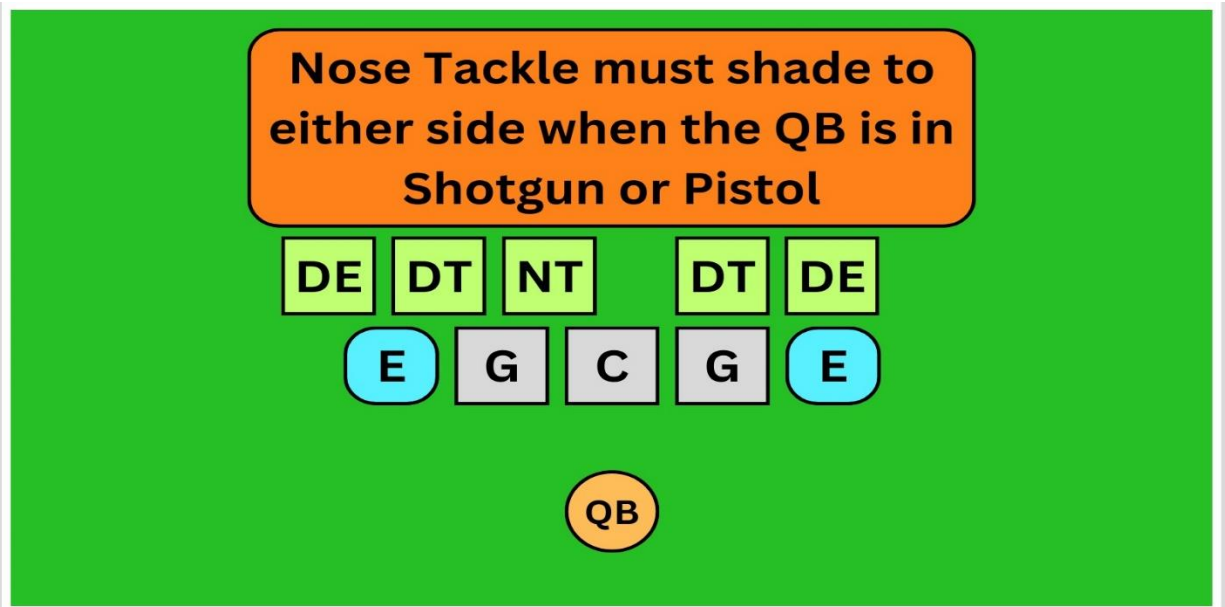 Nose Tackle must shade to
either side when the QB is in
Shotgun or Pistol
DE DT NT DT DE
E G C G E
QB